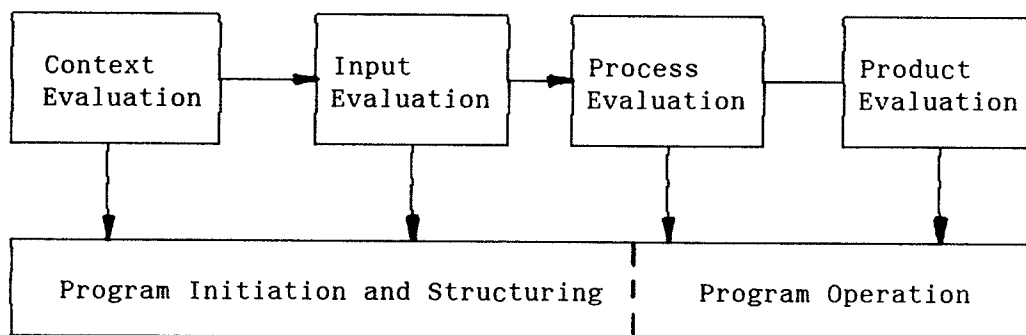 Context
Evaluation
Input
Evaluation
Process
Evaluation
Product
Evaluation
Program Initiation and Structuring
Program Operation